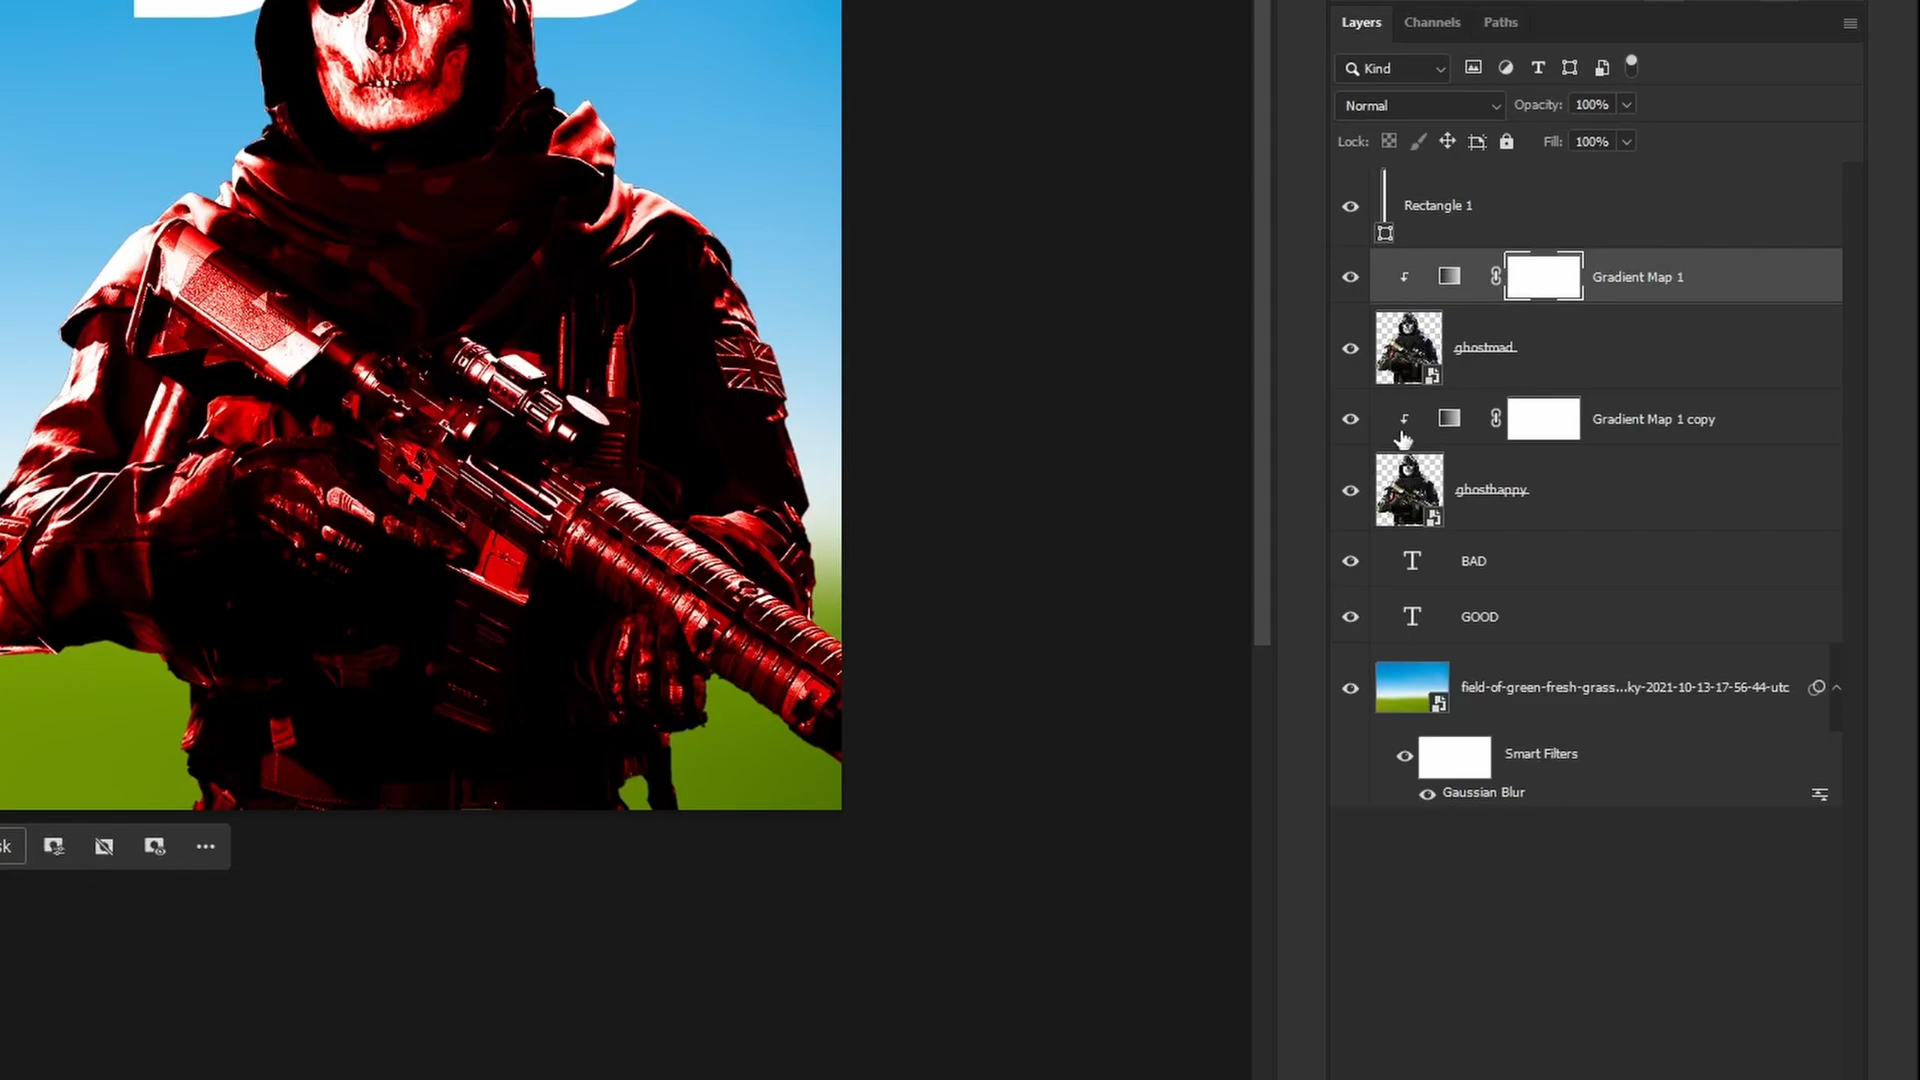 Layers Channels Paths
Kind T
Normal Opacity: 100%
Lock: Fill: 100%
Rectangle 1
Gradient Map 1
ghostmad
Gradient Map 1 copy
ghosthappy
T BAD
T GOOD
field-of-green-fresh-grass...ky-2021-10-13-17-56-44-utc
Smart Filters
Gaussian Blur
sk